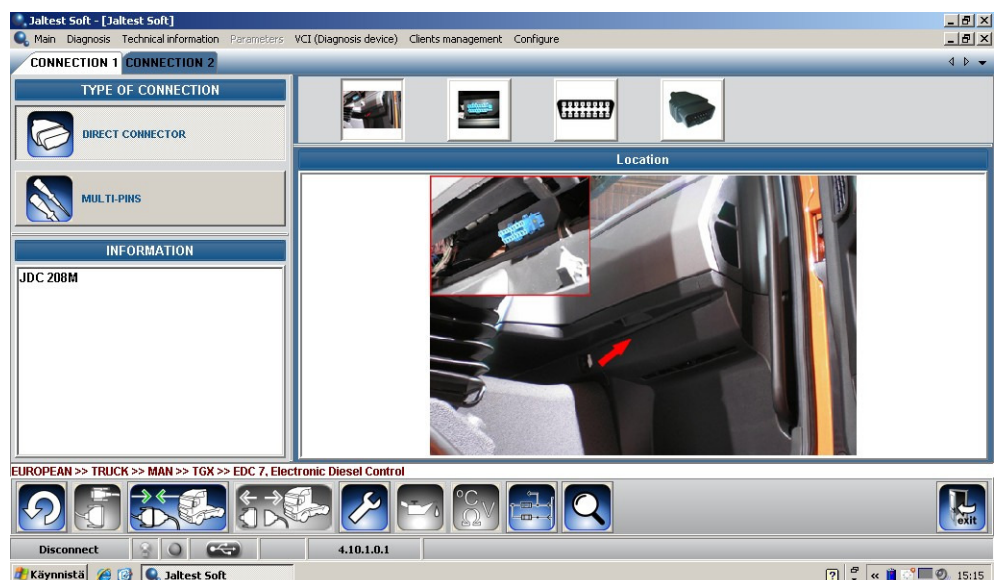 Jaltest Soft - [Jaltest Soft]
Main Diagnosis Technical information Parameters VCI (Diagnosis device) Clients management Configure
CONNECTION 1 CONNECTION 2
TYPE OF CONNECTION
DIRECT CONNECTOR
MULTI-PINS
INFORMATION
JDC 208M
Location
EUROPEAN >> TRUCK >> MAN >> TGX >> EDC 7, Electronic Diesel Control
°C
V
Ω
exit
Disconnect 4.10.1.0.1
Käynnistä Jaltest Soft 15:15